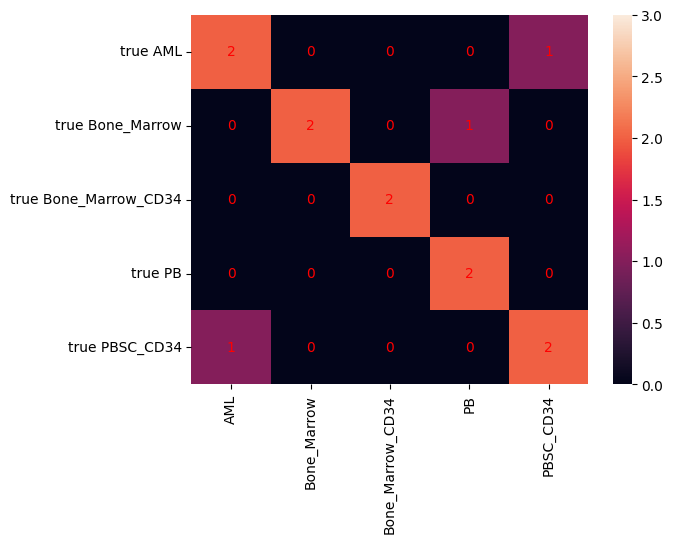 true AML 2 0 0 0 1
true Bone_Marrow 0 2 0 1 0
true Bone_Marrow_CD34 0 0 2 0 0
true PB 0 0 0 2 0
true PBSC_CD34 1 0 0 0 2
AML
Bone_Marrow
Bone_Marrow_CD34
PB
PBSC_CD34
3.0
2.5
2.0
1.5
1.0
0.5
0.0